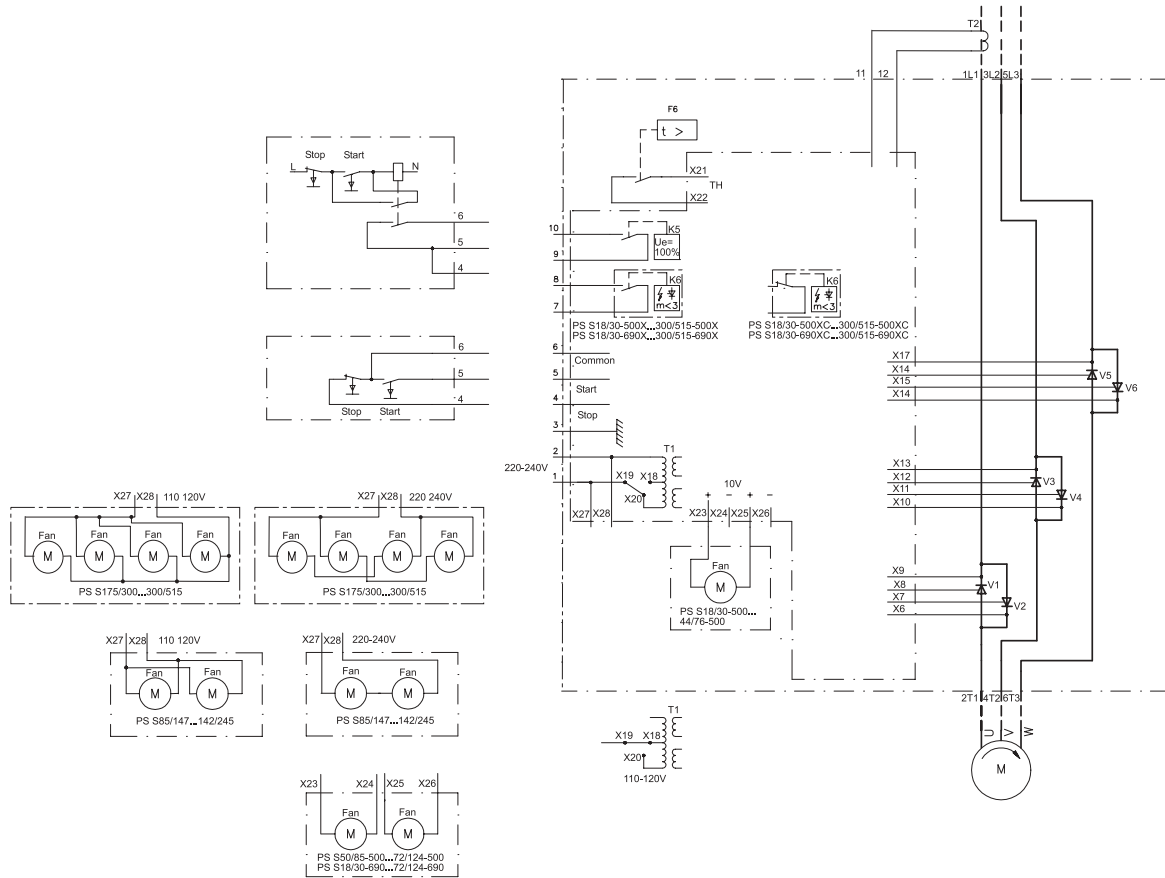 T2
11 12 1L1 3L2 5L3
F6
t >
X21
TH
X22
Stop Start
L N
6
5
4
10 K5
Ue=
100%
9
8 K6
m<3
7
K6
m<3
PS S18/30-500X...300/515-500X
PS S18/30-690X...300/515-690X
PS S18/30-500XC...300/515-500XC
PS S18/30-690XC...300/515-690XC
6
5
4
Stop Start
6
Common
5
Start
4
Stop
3
2
220-240V
1
T1
X19 X18
X20
X27 X28
10V
+ - + -
X23 X24 X25 X26
Fan
M
PS S18/30-500...
44/76-500
X17
X14
X15
X14
V5
V6
X13
X12
X11
X10
V3
V4
X9
X8
X7
X6
V1
V2
X27 X28 110 120V
Fan Fan Fan Fan
M M M M
PS S175/300...300/515
X27 X28 220 240V
Fan Fan Fan Fan
M M M M
PS S175/300...300/515
X27 X28 110 120V
Fan Fan
M M
PS S85/147...142/245
X27 X28 220-240V
Fan Fan
M M
PS S85/147...142/245
2T1 4T2 6T3
U V W
M
T1
X19 X18
X20
110-120V
X23 X24 X25 X26
Fan Fan
M M
PS S50/85-500...72/124-500
PS S18/30-690...72/124-690